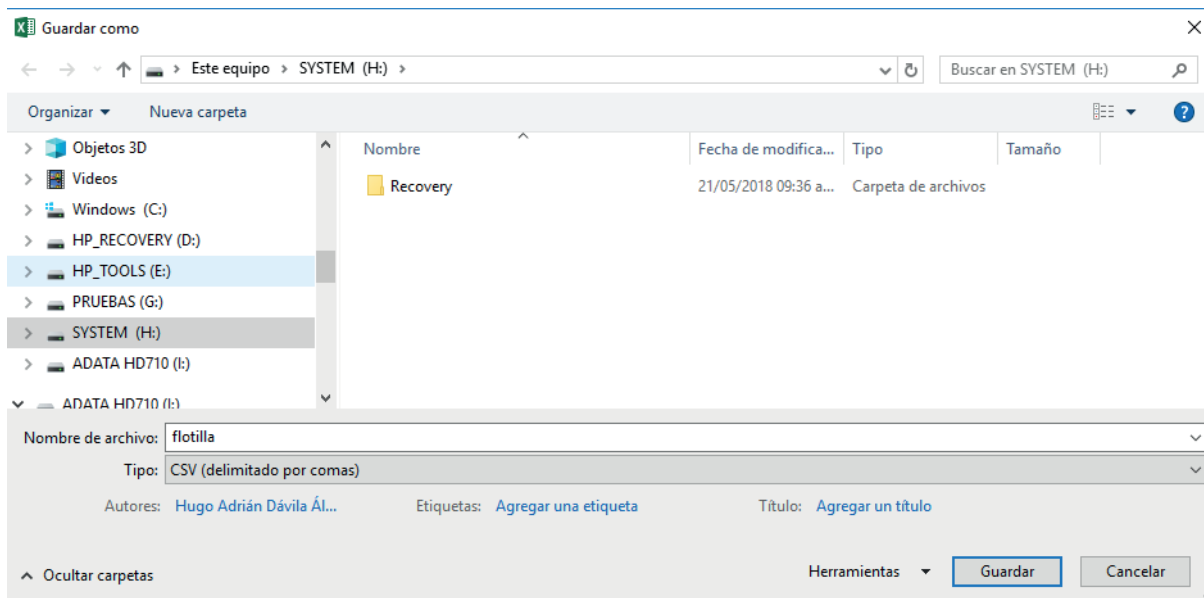 Guardar como
Este equipo > SYSTEM (H:) >
Buscar en SYSTEM (H:)
Organizar
Nueva carpeta
Nombre
Fecha de modifica...
Tipo
Tamaño
Objetos 3D
Videos
Windows (C:)
HP_RECOVERY (D:)
HP_TOOLS (E:)
PRUEBAS (G:)
SYSTEM (H:)
ADATA HD710 (I:)
ADATA HD710 (I:)
Recovery
21/05/2018 09:36 a...
Carpeta de archivos
Nombre de archivo: flotilla
Tipo: CSV (delimitado por comas)
Autores: Hugo Adrián Dávila Ál...
Etiquetas: Agregar una etiqueta
Título: Agregar un título
Ocultar carpetas
Herramientas
Guardar
Cancelar